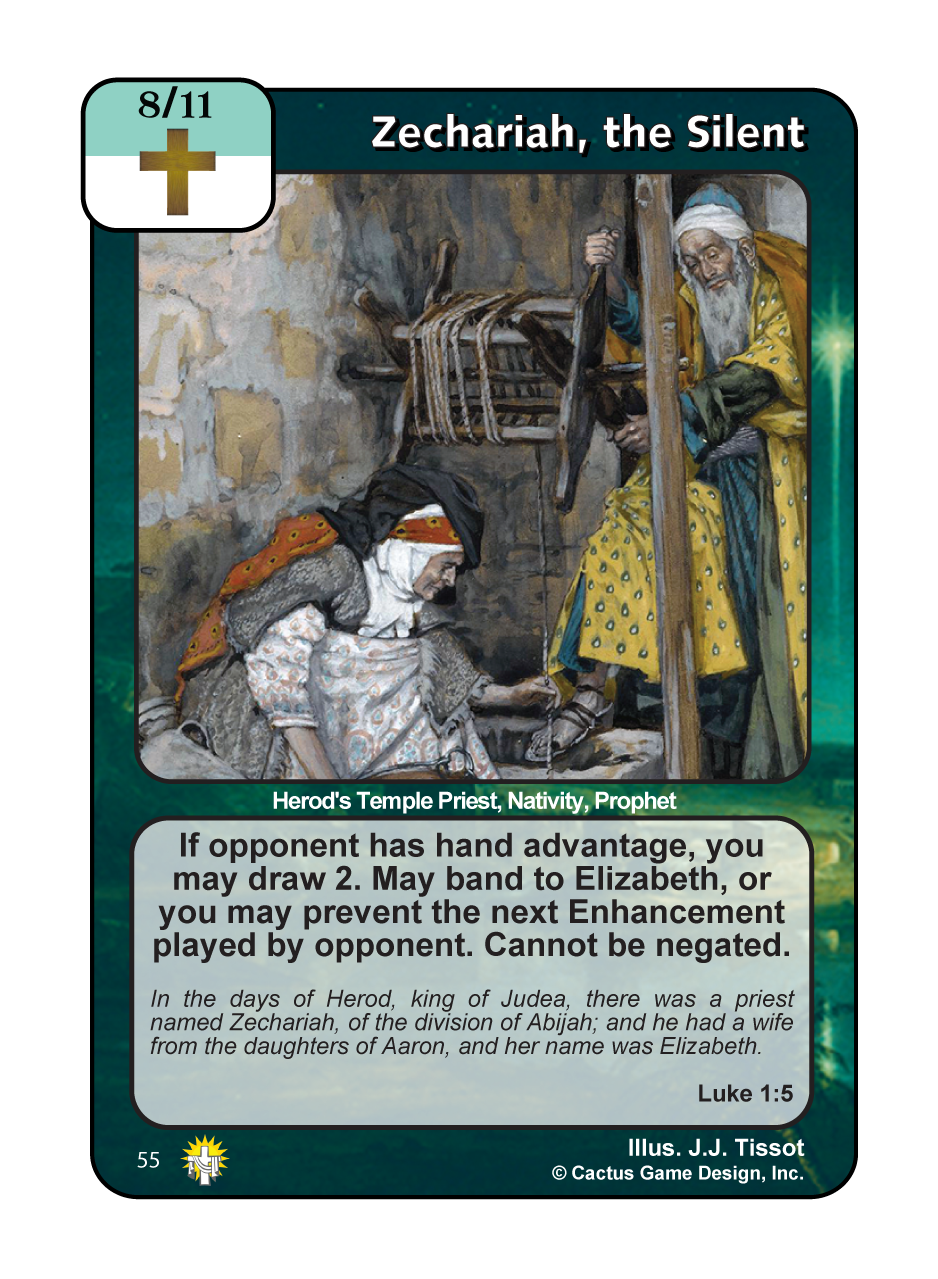 8/11
Zechariah, the Silent
Herod's Temple Priest, Nativity, Prophet
If opponent has hand advantage, you
may draw 2. May band to Elizabeth, or
you may prevent the next Enhancement
played by opponent. Cannot be negated.
In the days of Herod, king of Judea, there was a priest
named Zechariah, of the division of Abijah; and he had a wife
from the daughters of Aaron, and her name was Elizabeth.
Luke 1:5
55
Illus. J.J. Tissot
© Cactus Game Design, Inc.